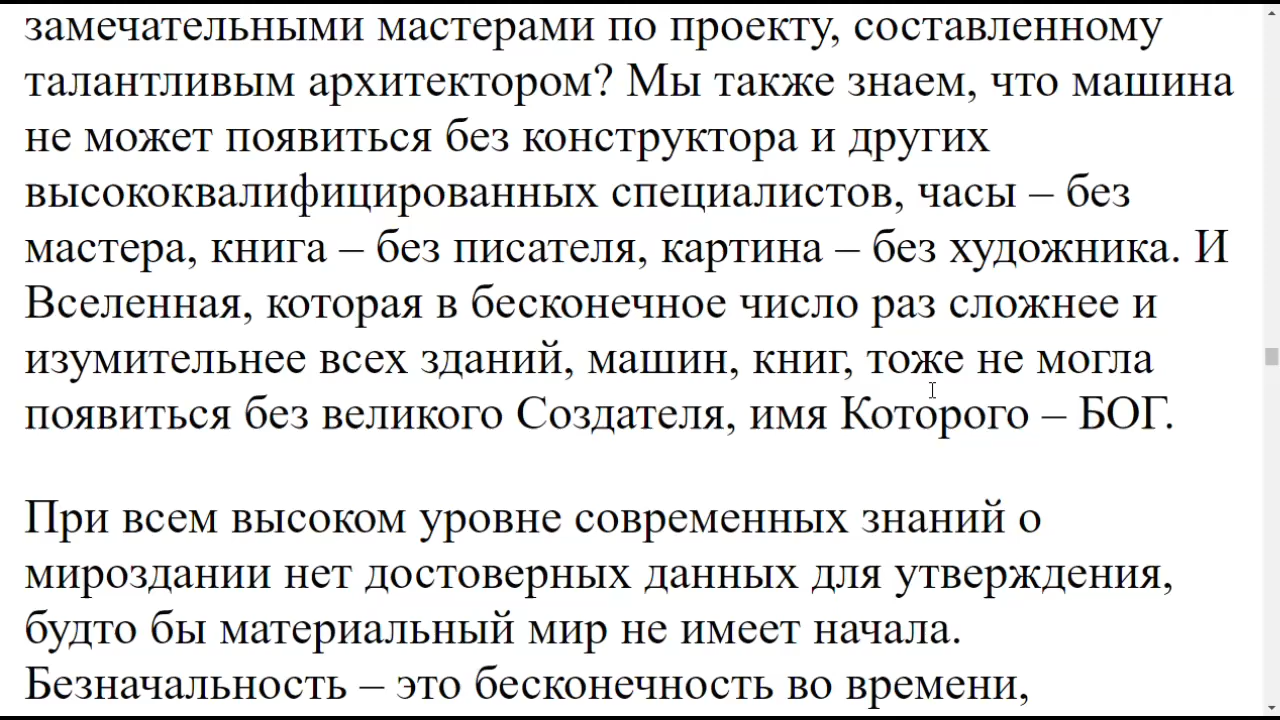 замечательными мастерами по проекту, составленному
талантливым архитектором? Мы также знаем, что машина
не может появиться без конструктора и других
высококвалифицированных специалистов, часы – без
мастера, книга – без писателя, картина – без художника. И
Вселенная, которая в бесконечное число раз сложнее и
изумительнее всех зданий, машин, книг, тоже не могла
появиться без великого Создателя, имя Которого – БОГ.
При всем высоком уровне современных знаний о
мироздании нет достоверных данных для утверждения,
будто бы материальный мир не имеет начала.
Безначальность – это бесконечность во времени,